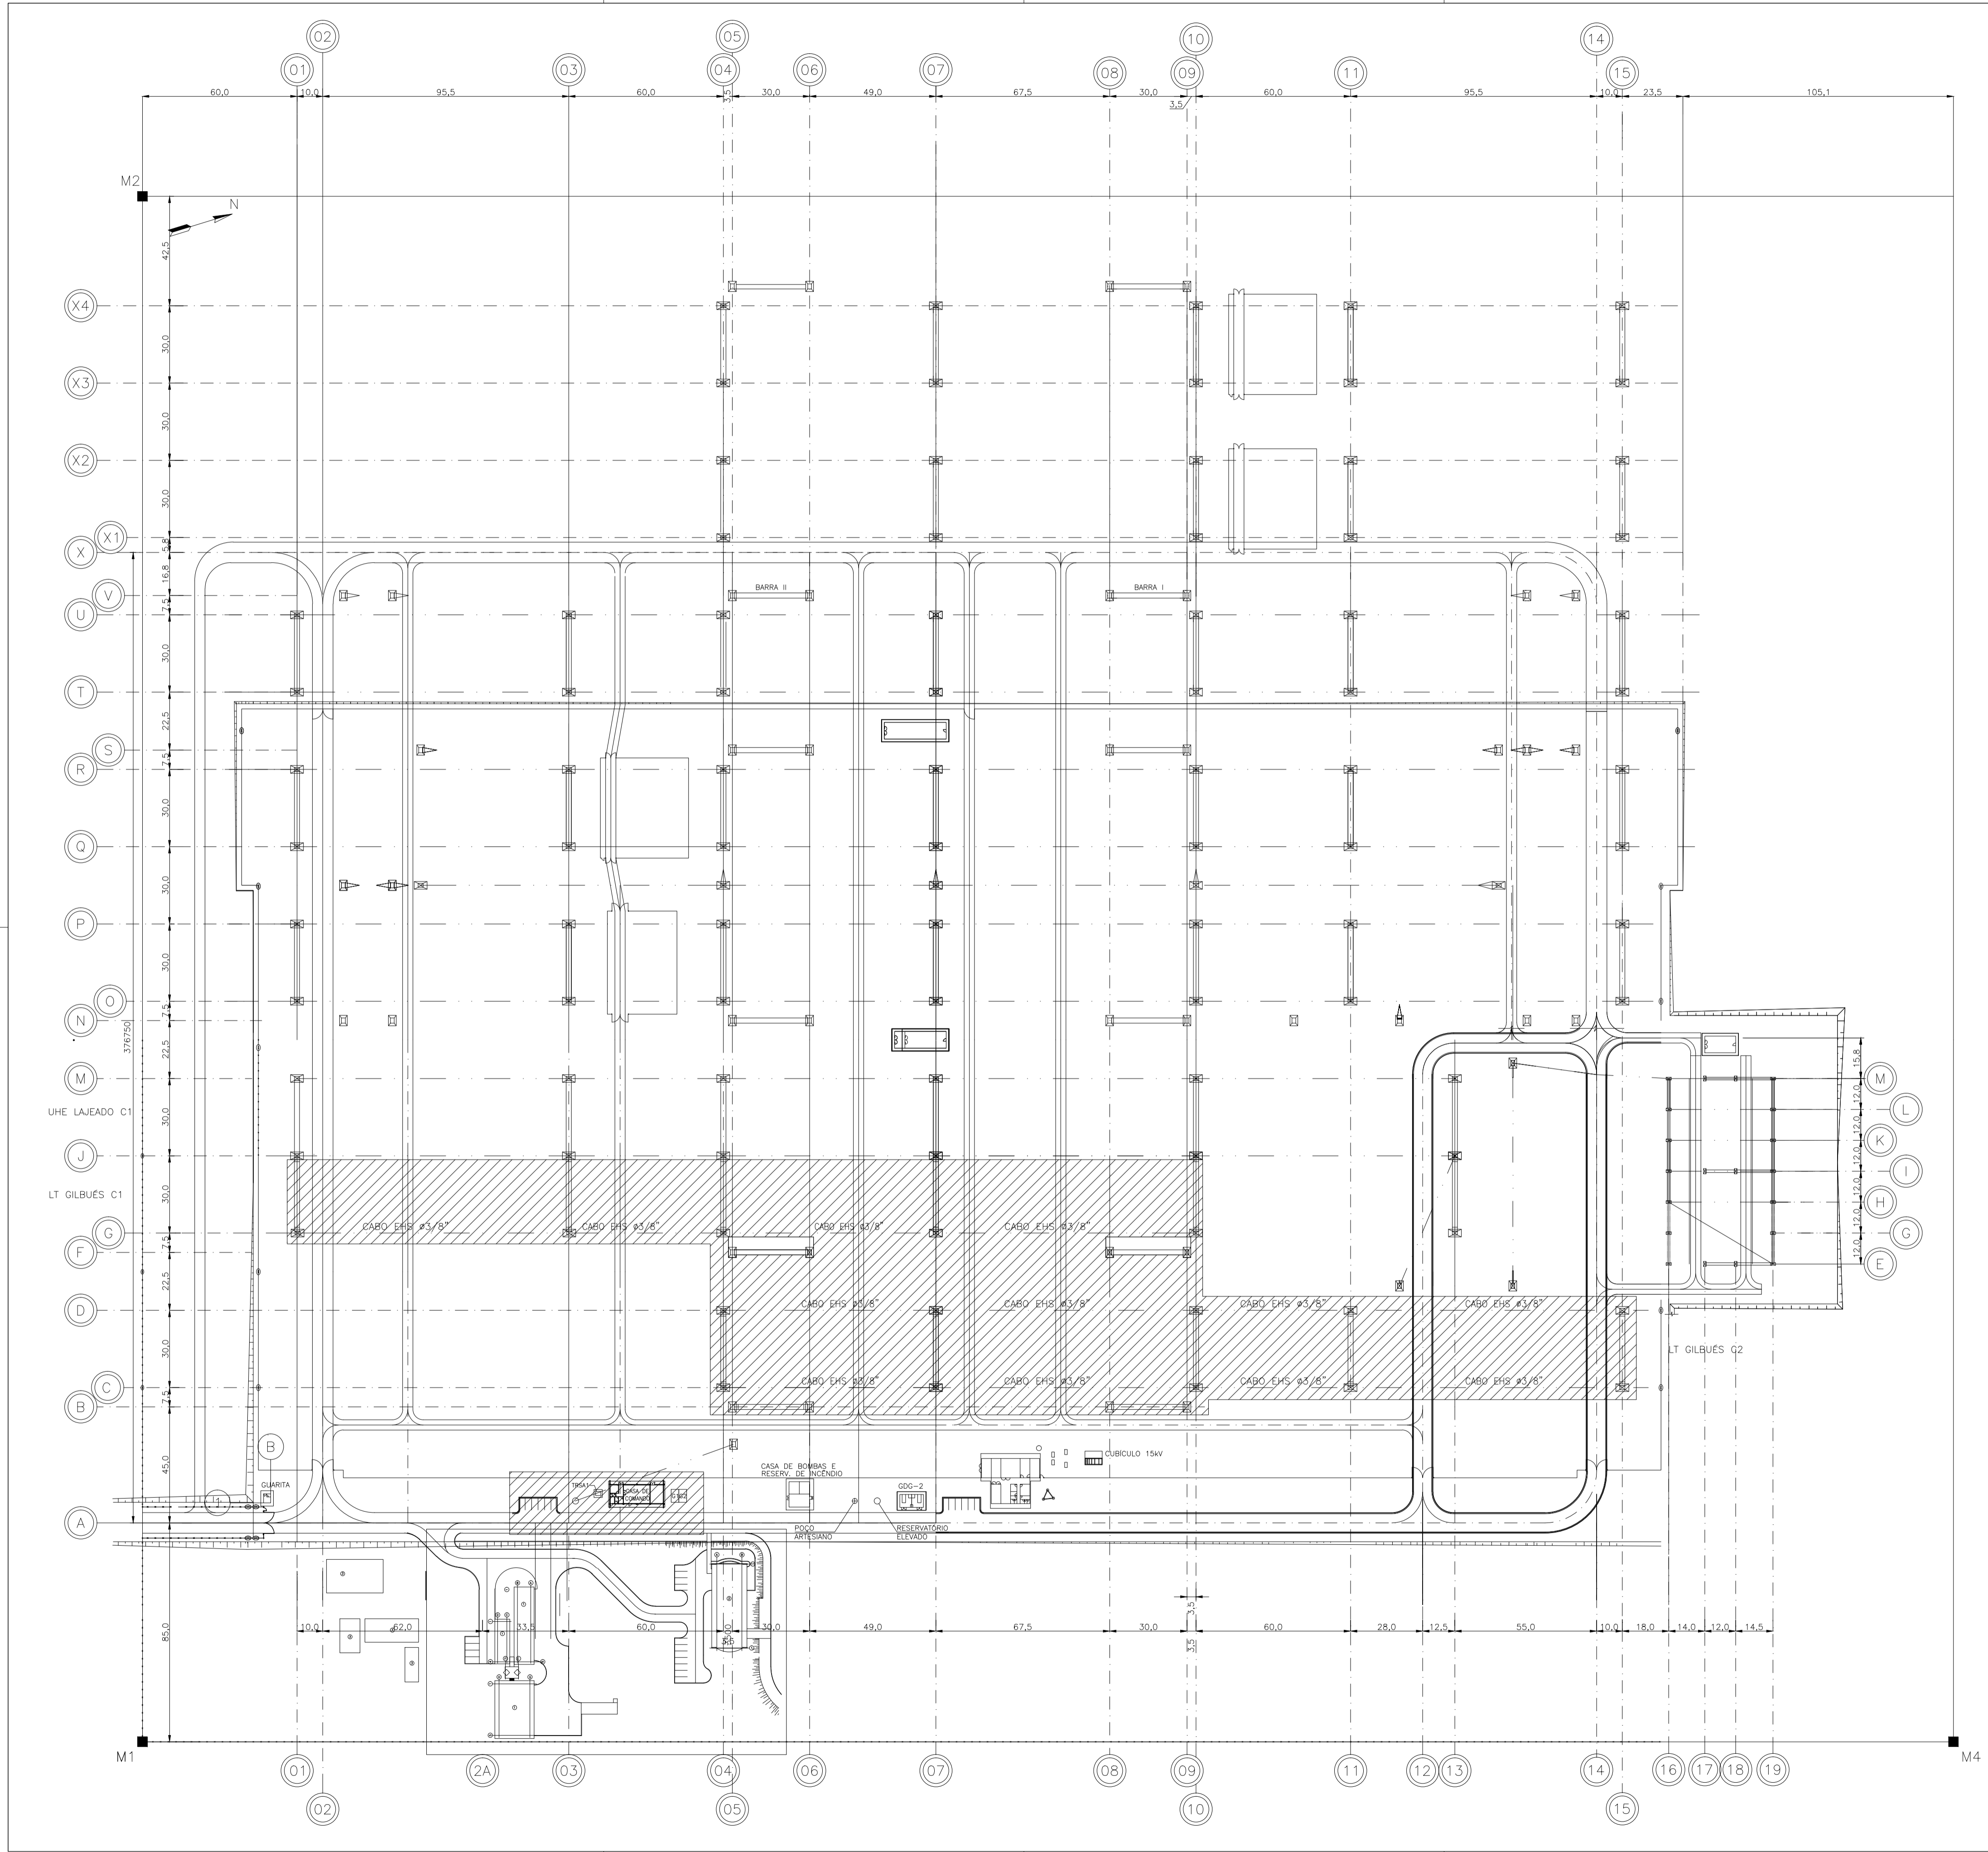 02
05
10
14
01
03
04
06
07
08
09
11
15
60,0
10,0
95,5
60,0
3,5
30,0
49,0
67,5
30,0
3,5
60,0
95,5
10,0
23,5
105,1
M2
N
42,5
X4
30,0
X3
30,0
X2
30,0
X1
X
5,8
16,8
V
7,5
BARRA II
BARRA I
U
30,0
T
22,5
S
7,5
R
30,0
Q
30,0
P
30,0
O
7,5
N
376750
22,5
15,8
M
M
12,0
UHE LAJEADO C1
L
30,0
12,0
K
J
12,0
I
LT GILBUÉS C1
30,0
12,0
H
12,0
G
CABO EHS ø3/8"
CABO EHS ø3/8"
CABO EHS ø3/8"
CABO EHS ø3/8"
G
7,5
F
12,0
E
22,5
D
CABO EHS ø3/8"
CABO EHS ø3/8"
CABO EHS ø3/8"
CABO EHS ø3/8"
30,0
LT GILBUÉS C2
C
CABO EHS ø3/8"
CABO EHS ø3/8"
CABO EHS ø3/8"
CABO EHS ø3/8"
7,5
B
B
45,0
CUBÍCULO 15kV
CASA DE BOMBAS E
RESERV. DE INCÊNDIO
GUARITA
TRSA1
CASA DE
COMANDO
GDG-2
1
A
POÇO
ARTESIANO
RESERVATÓRIO
ELEVADO
85,0
10,0
62,0
33,5
60,0
3,5
3500
30,0
49,0
67,5
30,0
3,5
3,5
60,0
28,0
12,5
55,0
10,0
18,0
14,0
12,0
14,5
M1
M4
01
2A
03
04
06
07
08
09
11
12
13
14
16
17
18
19
02
05
10
15